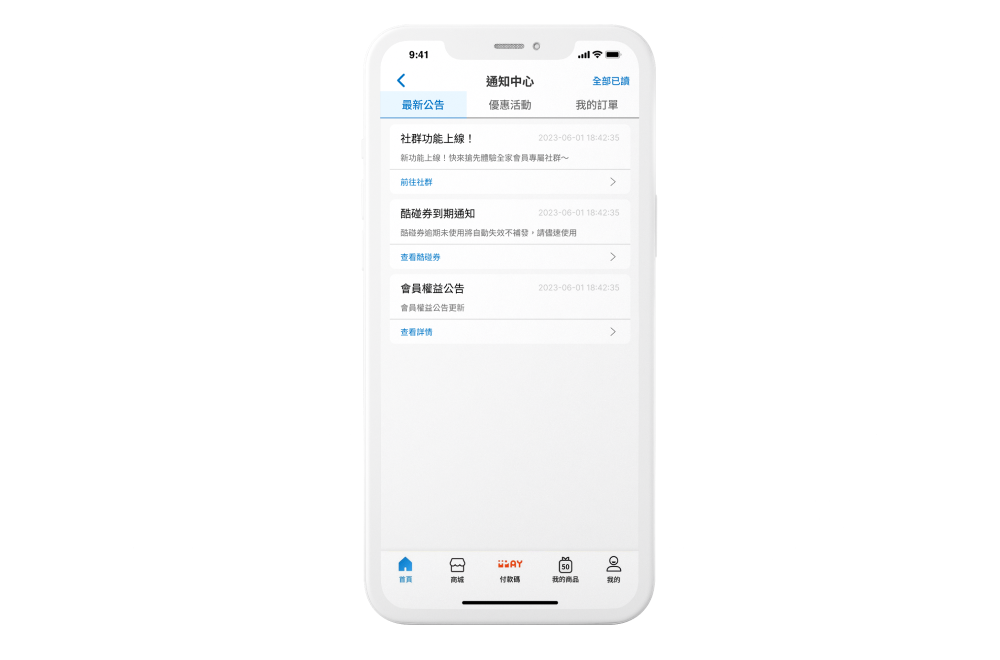 9:41
通知中心
全部已讀
最新公告 優惠活動 我的訂單
社群功能上線！ 2023-06-01 18:42:35
新功能上線！快來搶先體驗全家會員專屬社群～
前往社群
酷碰券到期通知 2023-06-01 18:42:35
酷碰券逾期未使用將自動失效不補發，請儘速使用
查看酷碰券
會員權益公告 2023-06-01 18:42:35
會員權益公告更新
查看詳情
50
首頁 商城 付款碼 我的商品 我的